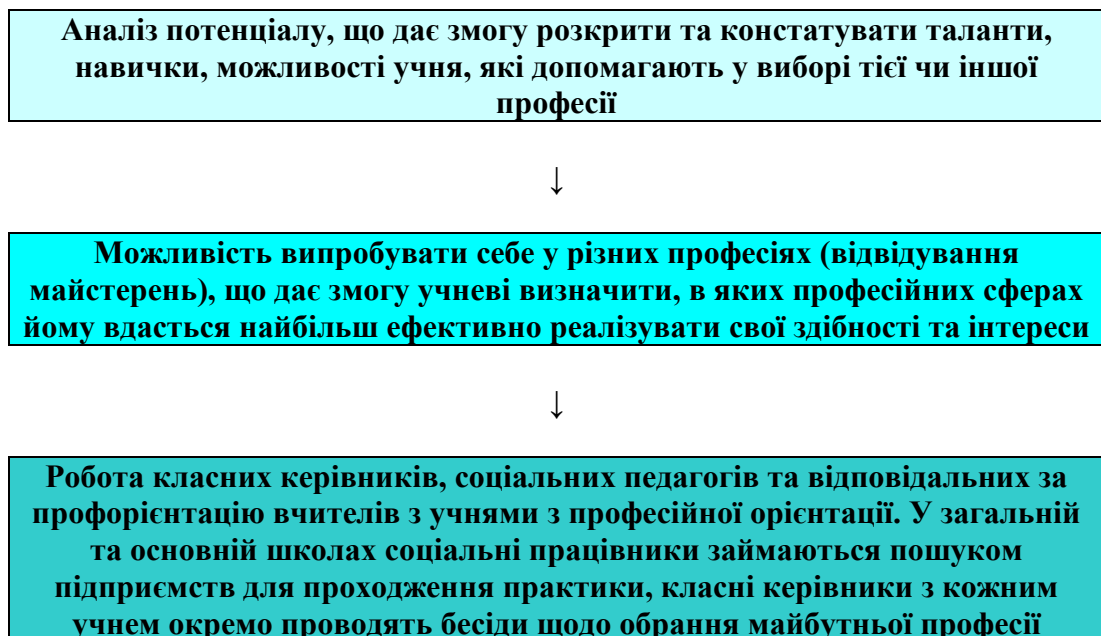 Аналіз потенціалу, що дає змогу розкрити та констатувати таланти,
навички, можливості учня, які допомагають у виборі тієї чи іншої
професії
↓
Можливість випробувати себе у різних професіях (відвідування
майстерень), що дає змогу учневі визначити, в яких професійних сферах
йому вдасться найбільш ефективно реалізувати свої здібності та інтереси
↓
Робота класних керівників, соціальних педагогів та відповідальних за
профорієнтацію вчителів з учнями з професійної орієнтації. У загальній
та основній школах соціальні працівники займаються пошуком
підприємств для проходження практики, класні керівники з кожним
учнем окремо проводять бесіди щодо обрання майбутньої професії